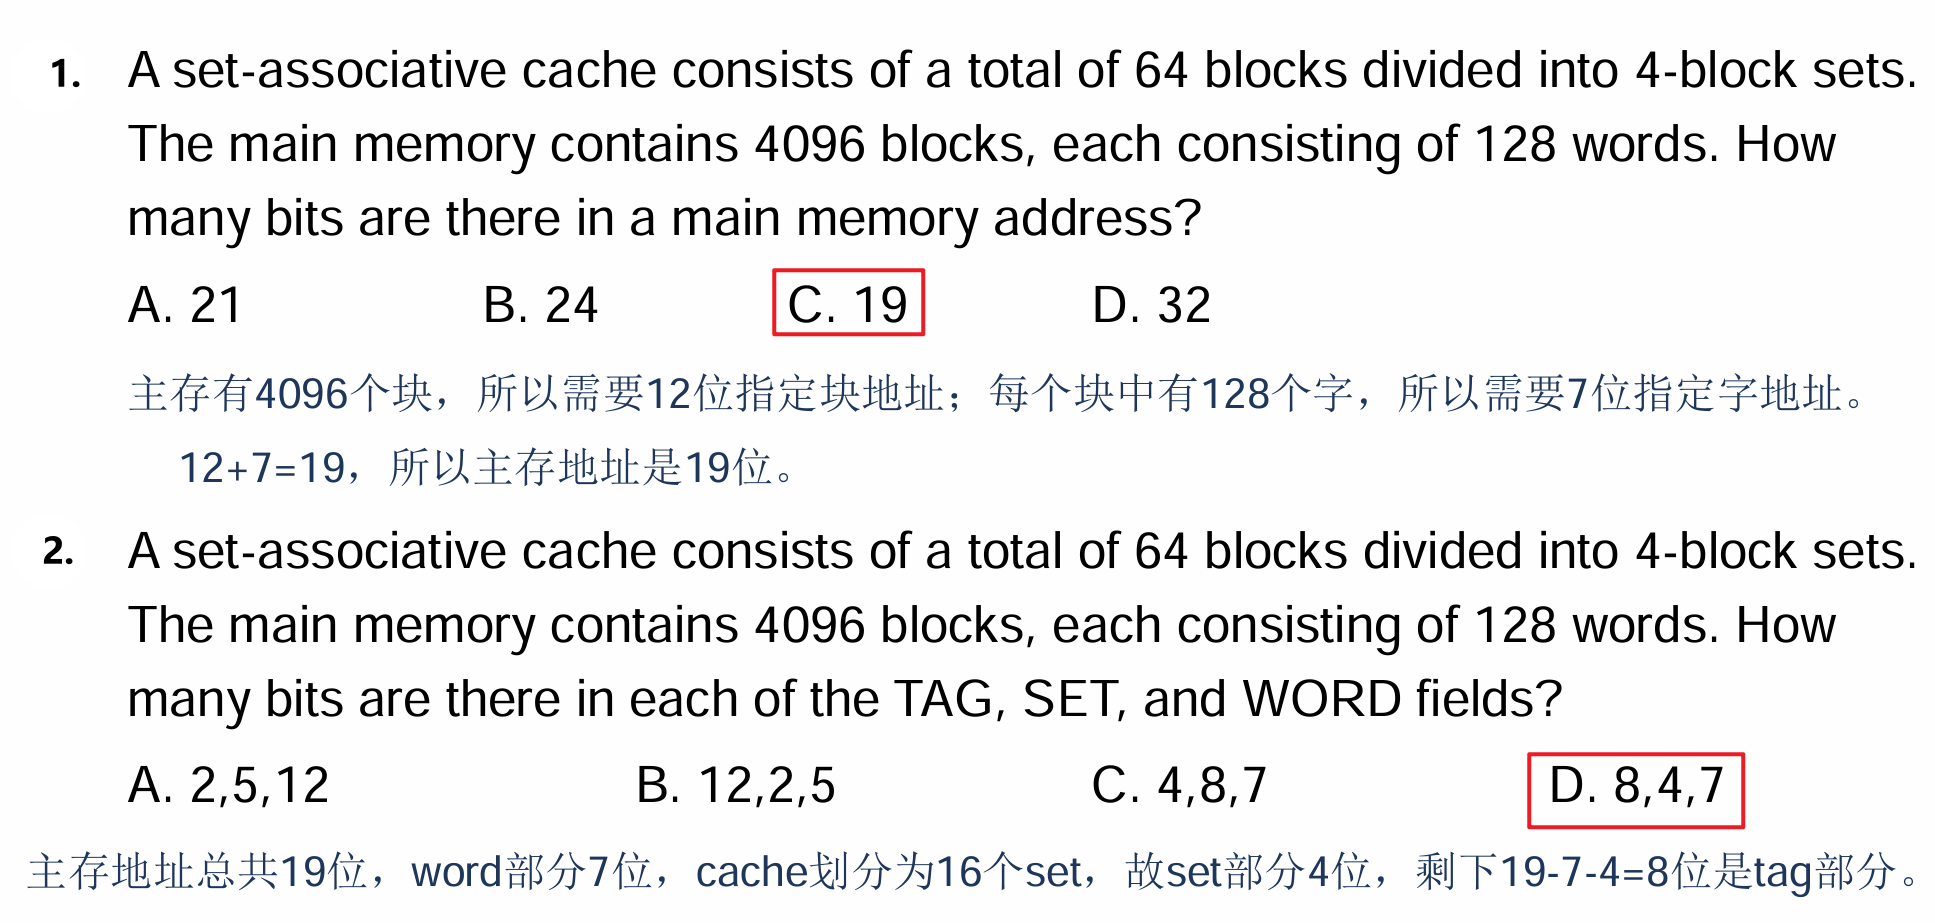 1. A set-associative cache consists of a total of 64 blocks divided into 4-block sets.
The main memory contains 4096 blocks, each consisting of 128 words. How
many bits are there in a main memory address?
A. 21 B. 24 C. 19 D. 32
主存有4096个块，所以需要12位指定块地址；每个块中有128个字，所以需要7位指定字地址。
12+7=19，所以主存地址是19位。
2. A set-associative cache consists of a total of 64 blocks divided into 4-block sets.
The main memory contains 4096 blocks, each consisting of 128 words. How
many bits are there in each of the TAG, SET, and WORD fields?
A. 2,5,12 B. 12,2,5 C. 4,8,7 D. 8,4,7
主存地址总共19位，word部分7位，cache划分为16个set，故set部分4位，剩下19-7-4=8位是tag部分。